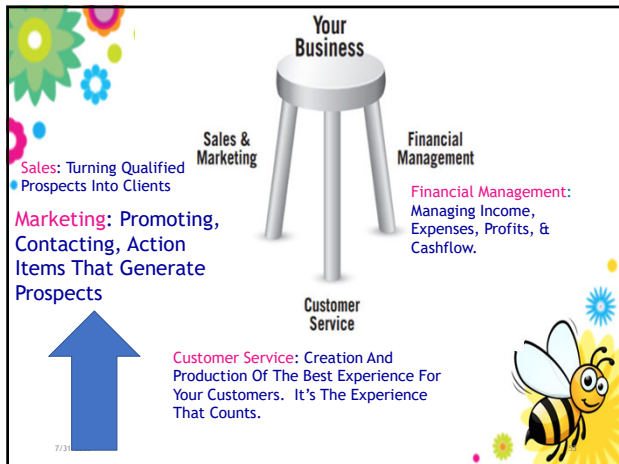 Your
Business
Sales &
Marketing
Financial
Management
Sales: Turning Qualified
Prospects Into Clients
Financial Management:
Managing Income,
Expenses, Profits, &
Cashflow.
Marketing: Promoting,
Contacting, Action
Items That Generate
Prospects
Customer
Service
Customer Service: Creation And
Production Of The Best Experience For
Your Customers. It's The Experience
That Counts.
7/31